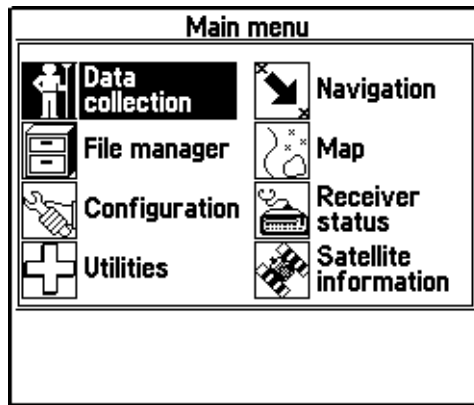 Main menu
Data
collection
Navigation
File manager
Map
Configuration
Receiver
status
Utilities
Satellite
information